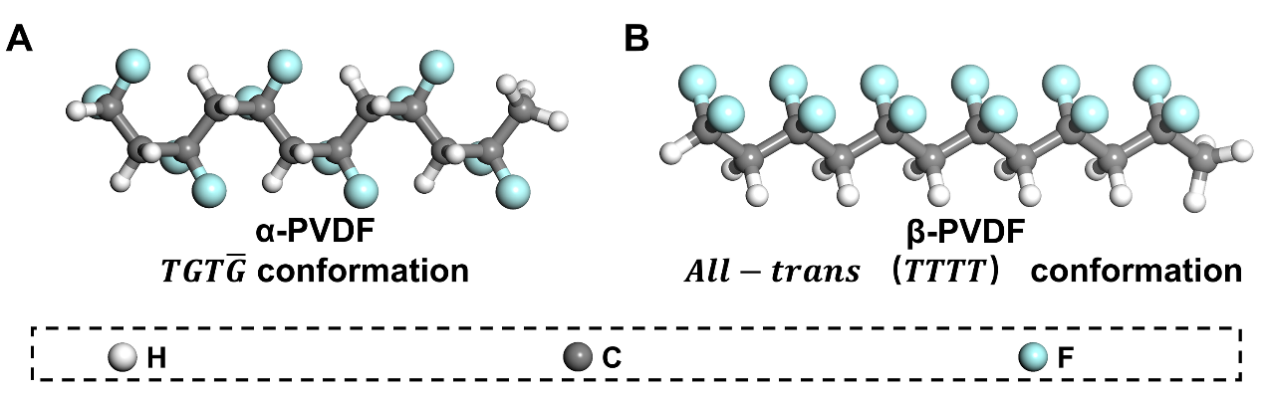 A
B
α-PVDF
TGTG̅ conformation
β-PVDF
All − trans (TTTT) conformation
H
C
F